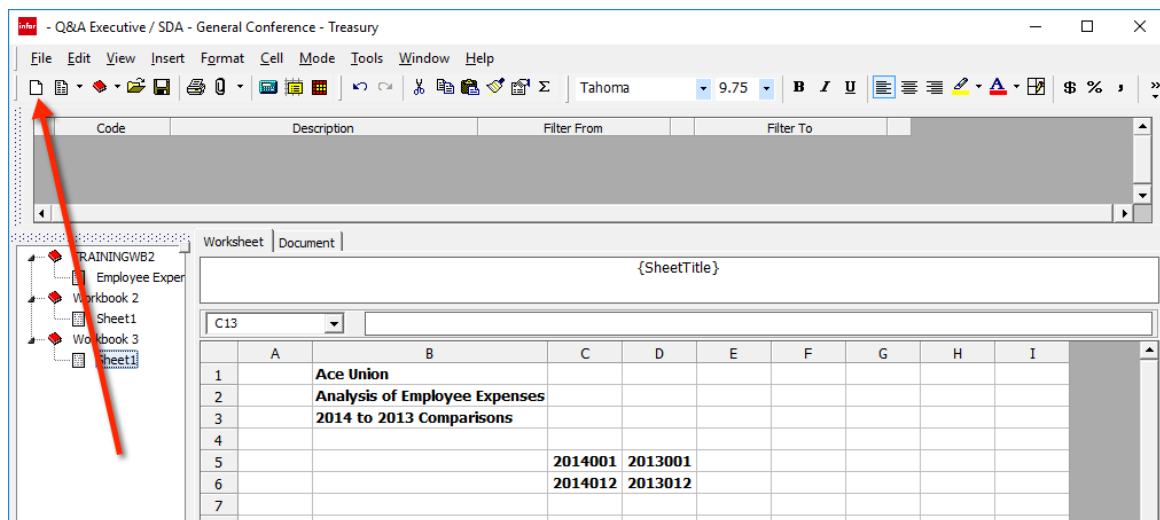 infor - Q&A Executive / SDA - General Conference - Treasury
File Edit View Insert Format Cell Mode Tools Window Help
Σ Tahoma 9.75 B I U A $ % , »
Code Description Filter From Filter To
Worksheet Document
TRAININGWB2
Employee Exper
Workbook 2
Sheet1
Workbook 3
Sheet1
{SheetTitle}
C13
A B C D E F G H I
1 Ace Union
2 Analysis of Employee Expenses
3 2014 to 2013 Comparisons
4
5 2014001 2013001
6 2014012 2013012
7